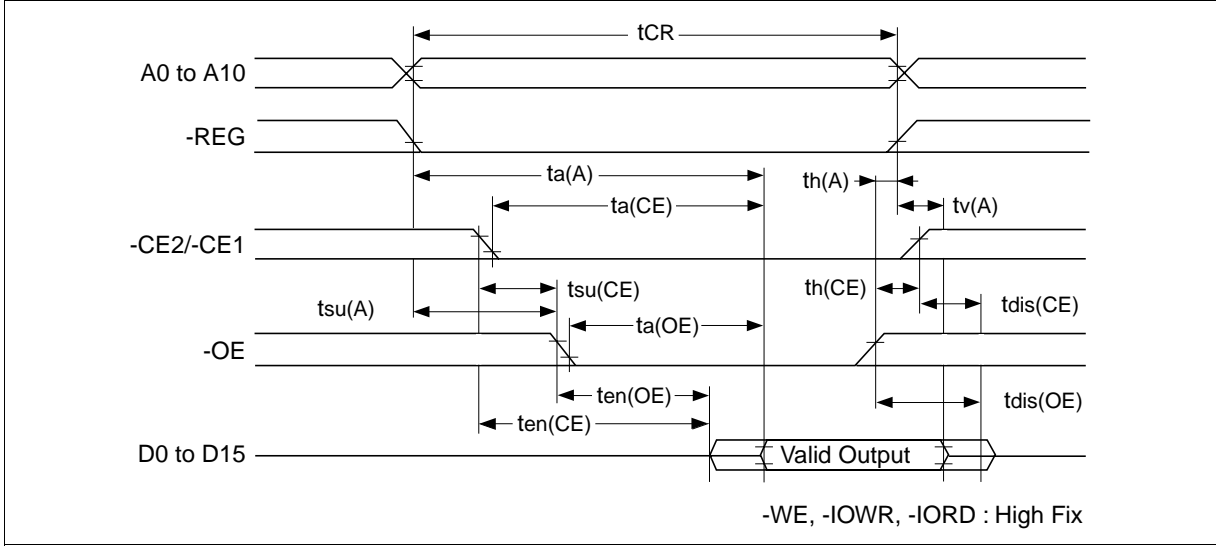 tCR
A0 to A10
-REG
ta(A)
th(A)
ta(CE)
tv(A)
-CE2/-CE1
tsu(CE)
th(CE)
tsu(A)
tdis(CE)
ta(OE)
-OE
ten(OE)
tdis(OE)
ten(CE)
D0 to D15
Valid Output
-WE, -IOWR, -IORD : High Fix